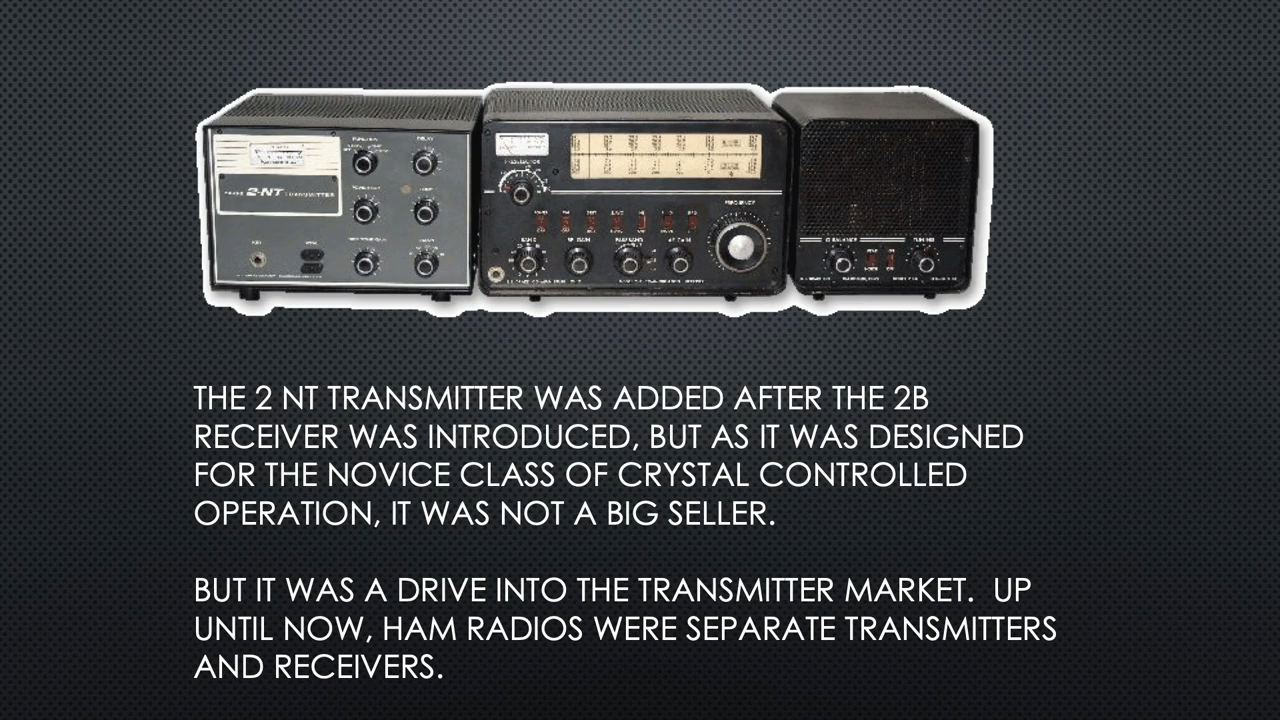 2-NT TRANSMITTER
THE 2 NT TRANSMITTER WAS ADDED AFTER THE 2B
RECEIVER WAS INTRODUCED, BUT AS IT WAS DESIGNED
FOR THE NOVICE CLASS OF CRYSTAL CONTROLLED
OPERATION, IT WAS NOT A BIG SELLER.
BUT IT WAS A DRIVE INTO THE TRANSMITTER MARKET.  UP
UNTIL NOW, HAM RADIOS WERE SEPARATE TRANSMITTERS
AND RECEIVERS.